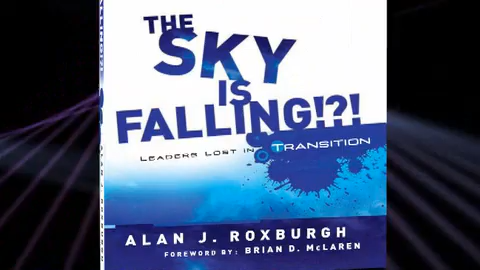 THE
SKY
IS
FALLING!?!
LEADERS LOST IN TRANSITION
ALAN J. ROXBURGH
FOREWORD BY: BRIAN D. McLAREN